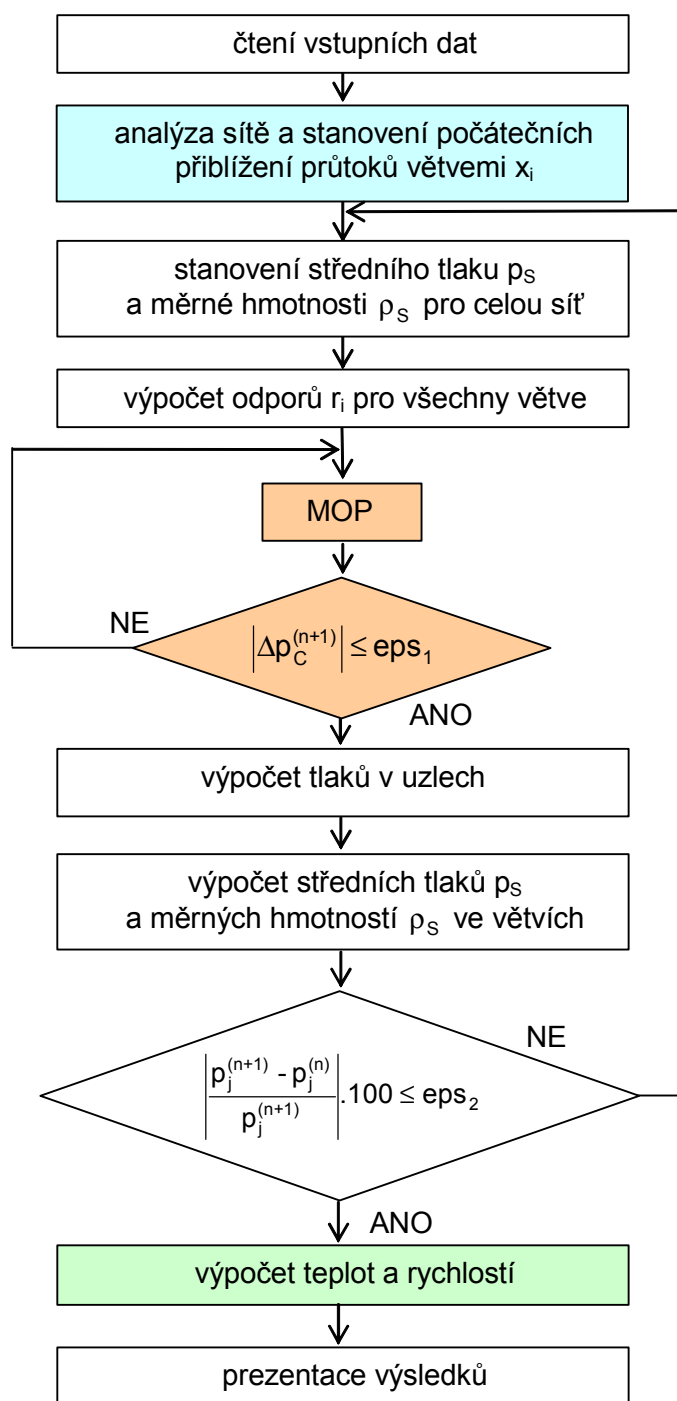 čtení vstupních dat
analýza sítě a stanovení počátečních
přiblížení průtoků větvemi xᵢ
stanovení středního tlaku pS
a měrné hmotnosti ρS pro celou síť
výpočet odporů rᵢ pro všechny větve
MOP
NE
|Δp_C^(n+1)| ≤ eps₁
ANO
výpočet tlaků v uzlech
výpočet středních tlaků pS
a měrných hmotností ρS ve větvích
NE
|(p_j^(n+1) - p_j^(n)) / p_j^(n+1)|.100 ≤ eps₂
ANO
výpočet teplot a rychlostí
prezentace výsledků